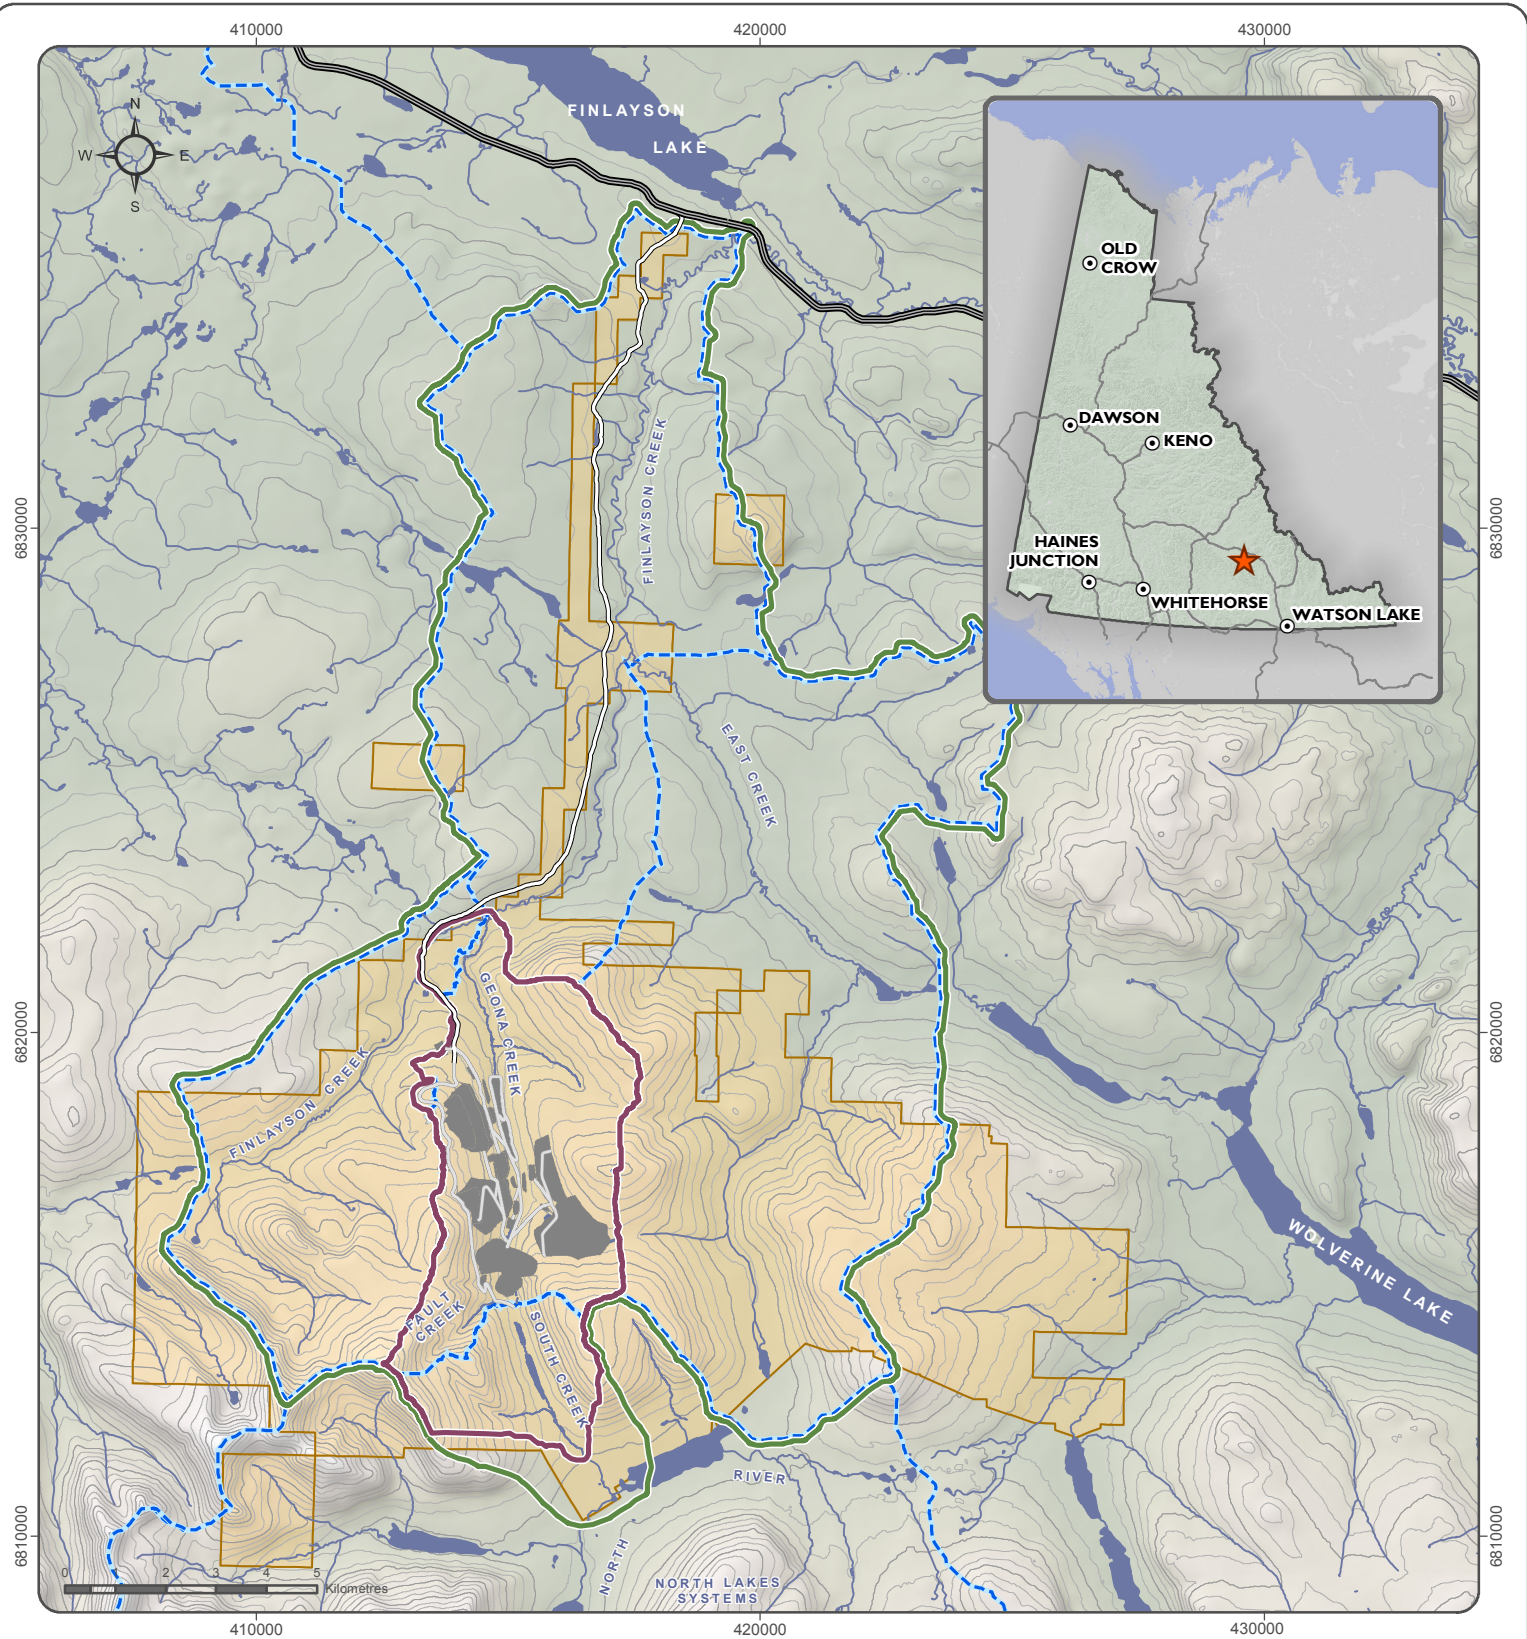 410000
420000
430000
FINLAYSON
LAKE
N
W
E
S
OLD
CROW
DAWSON
KENO
HAINES
JUNCTION
WHITEHORSE
WATSON LAKE
6830000
6830000
FINLAYSON CREEK
EAST CREEK
GEONA CREEK
6820000
6820000
FINLAYSON CREEK
WOLVERINE LAKE
FAULT
CREEK
SOUTH CREEK
RIVER
NORTH
6810000
6810000
NORTH LAKES
SYSTEMS
0
2
3
4
5
Kilometres
410000
420000
430000